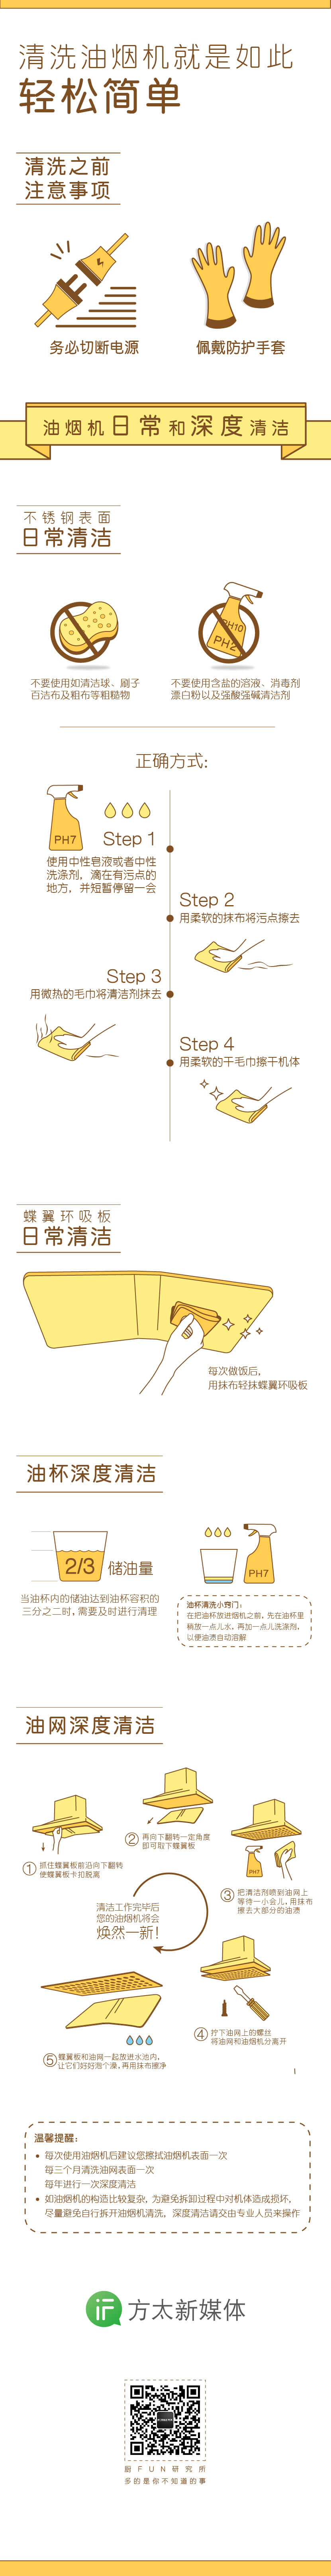 清洗油烟机就是如此
轻松简单
清洗之前
注意事项
务必切断电源
佩戴防护手套
油烟机日常和深度清洁
不锈钢表面
日常清洁
PH10
PH2
不要使用如清洁球、刷子
百洁布及粗布等粗糙物
不要使用含盐的溶液、消毒剂
漂白粉以及强酸强碱清洁剂
正确方式:
PH7
Step 1
使用中性皂液或者中性
洗涤剂，滴在有污点的
地方，并短暂停留一会
Step 2
用柔软的抹布将污点擦去
Step 3
用微热的毛巾将清洁剂抹去
Step 4
用柔软的干毛巾擦干机体
蝶翼环吸板
日常清洁
每次做饭后,
用抹布轻抹蝶翼环吸板
油杯深度清洁
2/3 储油量
当油杯内的储油达到油杯容积的
三分之二时,需要及时进行清理
PH7
油杯清洗小窍门：
在把油杯放进烟机之前,先在油杯里
稍放一点儿水,再加一点儿洗涤剂,
以便油渍自动溶解
油网深度清洁
① 抓住蝶翼板前沿向下翻转
使蝶翼板卡扣脱离
② 再向下翻转一定角度
即可取下蝶翼板
PH7
③ 把清洁剂喷到油网上
等待一小会儿,用抹布
擦去大部分的油渍
清洁工作完毕后
您的油烟机将会
焕然一新!
④ 拧下油网上的螺丝
将油网和油烟机分离开
⑤ 蝶翼板和油网一起放进水池内,
让它们好好泡个澡,再用抹布擦净
温馨提醒：
• 每次使用油烟机后建议您擦拭油烟机表面一次
每三个月清洗油网表面一次
每年进行一次深度清洁
• 如油烟机的构造比较复杂,为避免拆卸过程中对机体造成损坏,
尽量避免自行拆开油烟机清洗，深度清洁请交由专业人员来操作
iF 方太新媒体
厨FUN研究所
多的是你不知道的事